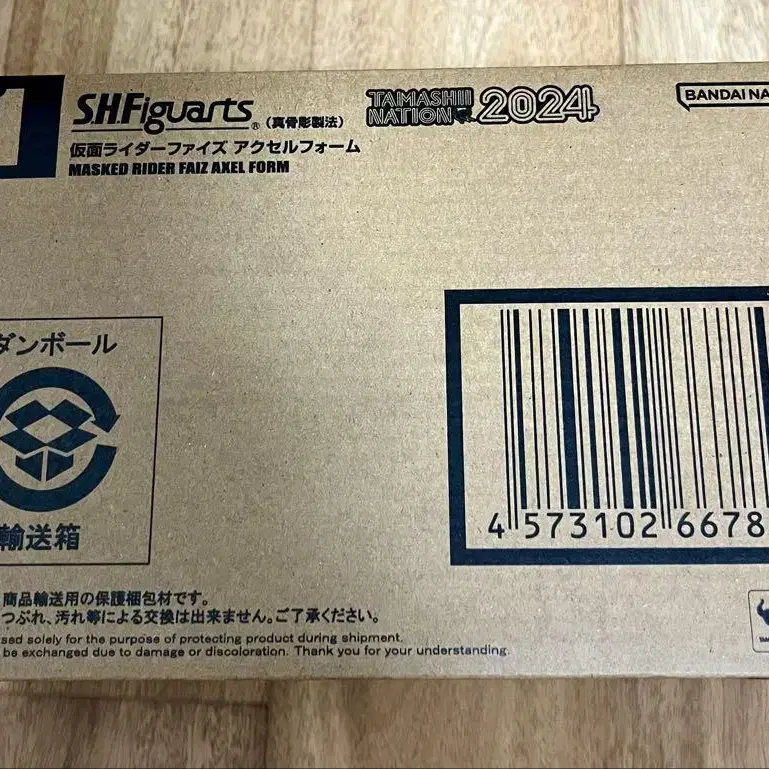 1
S.H.Figuarts® (真骨彫製法)
TAMASHII NATION 2024
BANDAI NA
仮面ライダーファイズ アクセルフォーム
MASKED RIDER FAIZ AXEL FORM
ダンボール
輸送箱
4 573102 6678
商品輸送用の保護梱包材です。
つぶれ、汚れ等による交換は出来ません。ご了承ください。
sed solely for the purpose of protecting product during shipment.
be exchanged due to damage or discoloration. Thank you for your understanding.